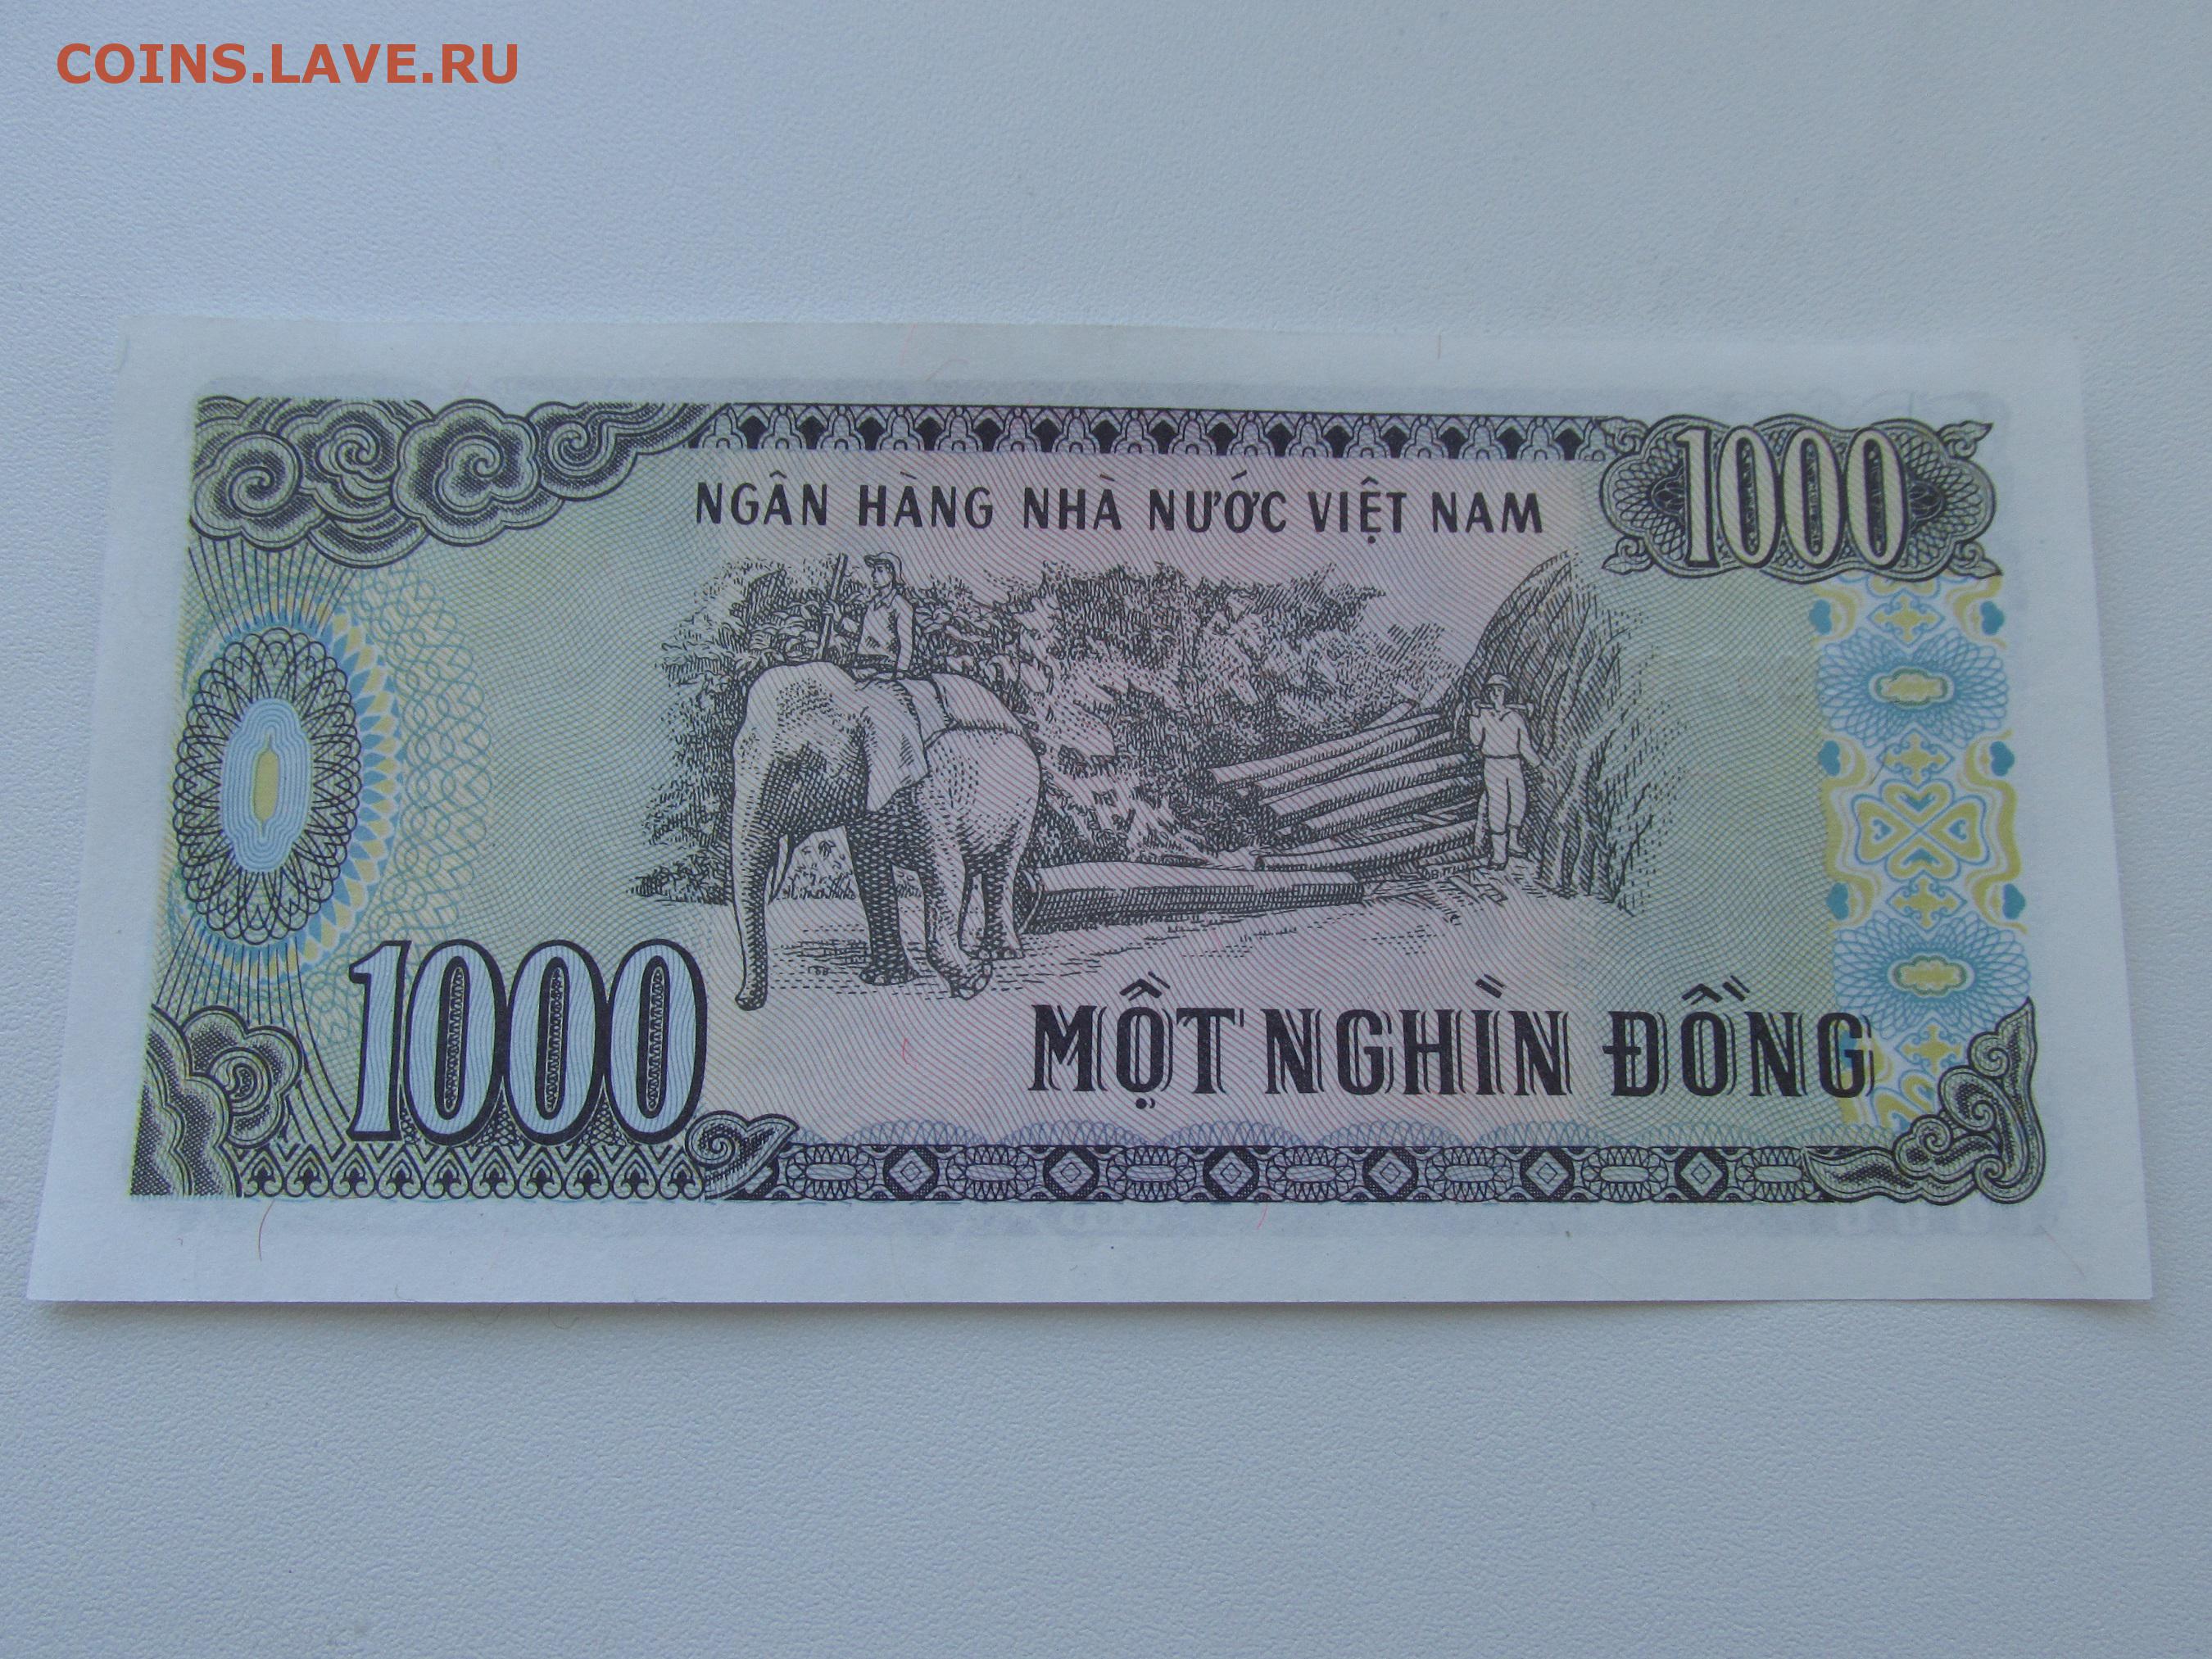 COINS.LAVE.RU
1000
NGÂN HÀNG NHÀ NƯỚC VIỆT NAM
1000
MỘT NGHÌN ĐỒNG